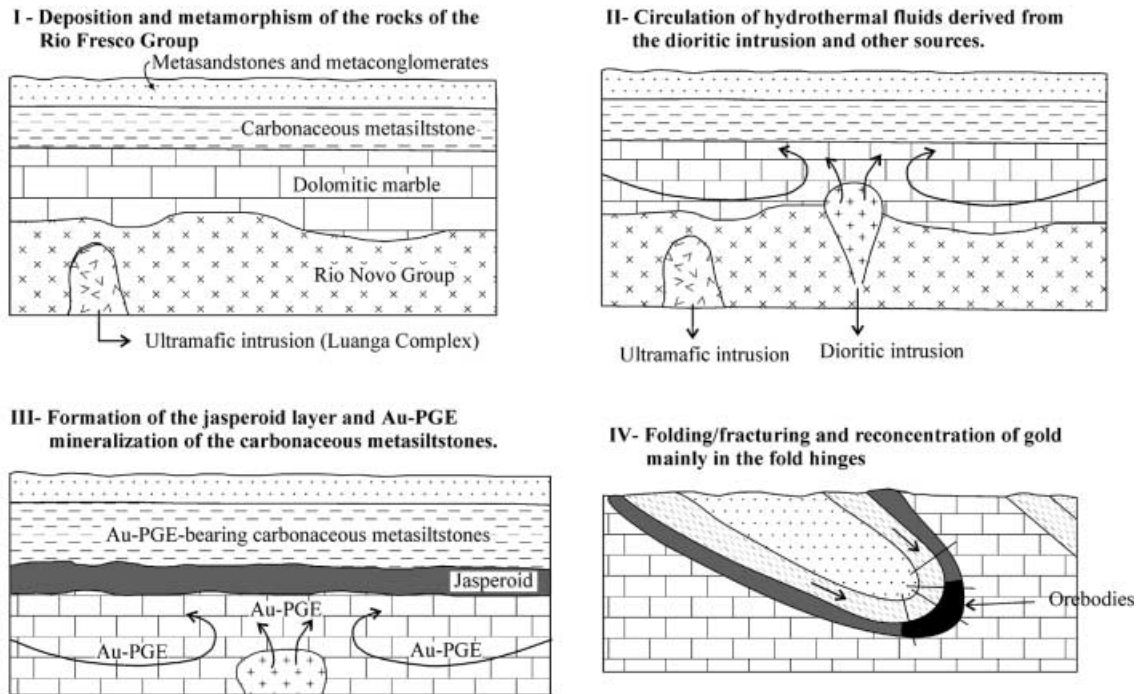 I - Deposition and metamorphism of the rocks of the
Rio Fresco Group
Metasandstones and metaconglomerates
Carbonaceous metasiltstone
Dolomitic marble
Rio Novo Group
Ultramafic intrusion (Luanga Complex)
II- Circulation of hydrothermal fluids derived from
the dioritic intrusion and other sources.
Ultramafic intrusion
Dioritic intrusion
III- Formation of the jasperoid layer and Au-PGE
mineralization of the carbonaceous metasiltstones.
Au-PGE-bearing carbonaceous metasiltstones
Jasperoid
Au-PGE
Au-PGE
Au-PGE
IV- Folding/fracturing and reconcentration of gold
mainly in the fold hinges
Orebodies